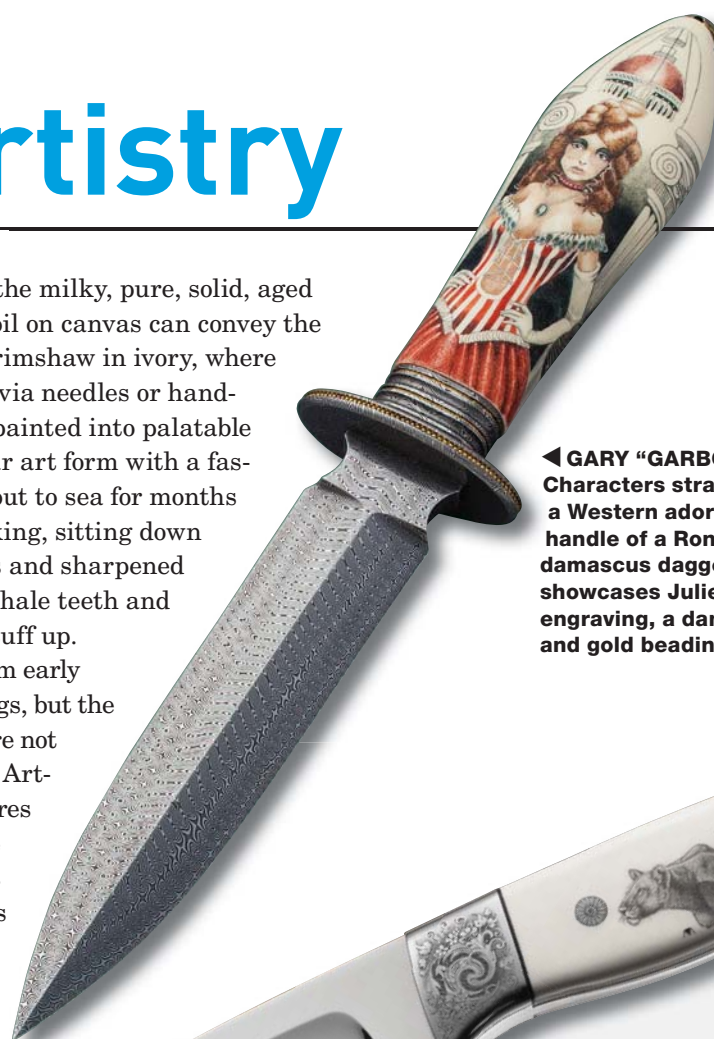 rtistry
the milky, pure, solid, aged
oil on canvas can convey the
rimshaw in ivory, where
via needles or hand-
painted into palatable
r art form with a fas-
out to sea for months
king, sitting down
s and sharpened
hale teeth and
uff up.
m early
gs, but the
re not
Art-
res
s
GARY “GARBO
Characters stra
a Western ador
handle of a Ron
damascus dagge
showcases Julie
engraving, a dam
and gold beadin